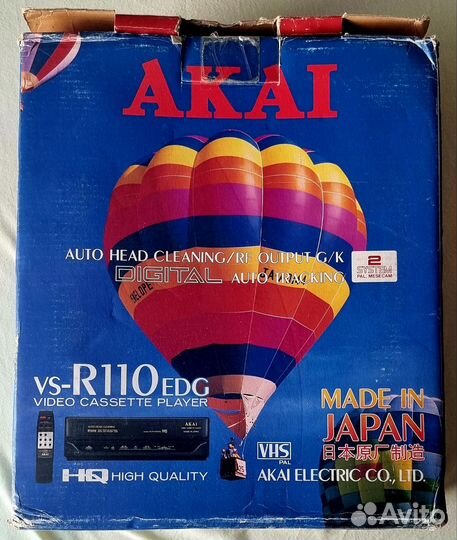 AKAI
AUTO HEAD CLEANING/RF OUTPUT G/K
DIGITAL AUTO TRACKING
2
SYSTEM
PAL, MESECAM
VS-R110EDG
VIDEO CASSETTE PLAYER
AKAI
HQ HIGH QUALITY
VHS
PAL
MADE IN
JAPAN
日本原厂制造
AKAI ELECTRIC CO., LTD.
Avito